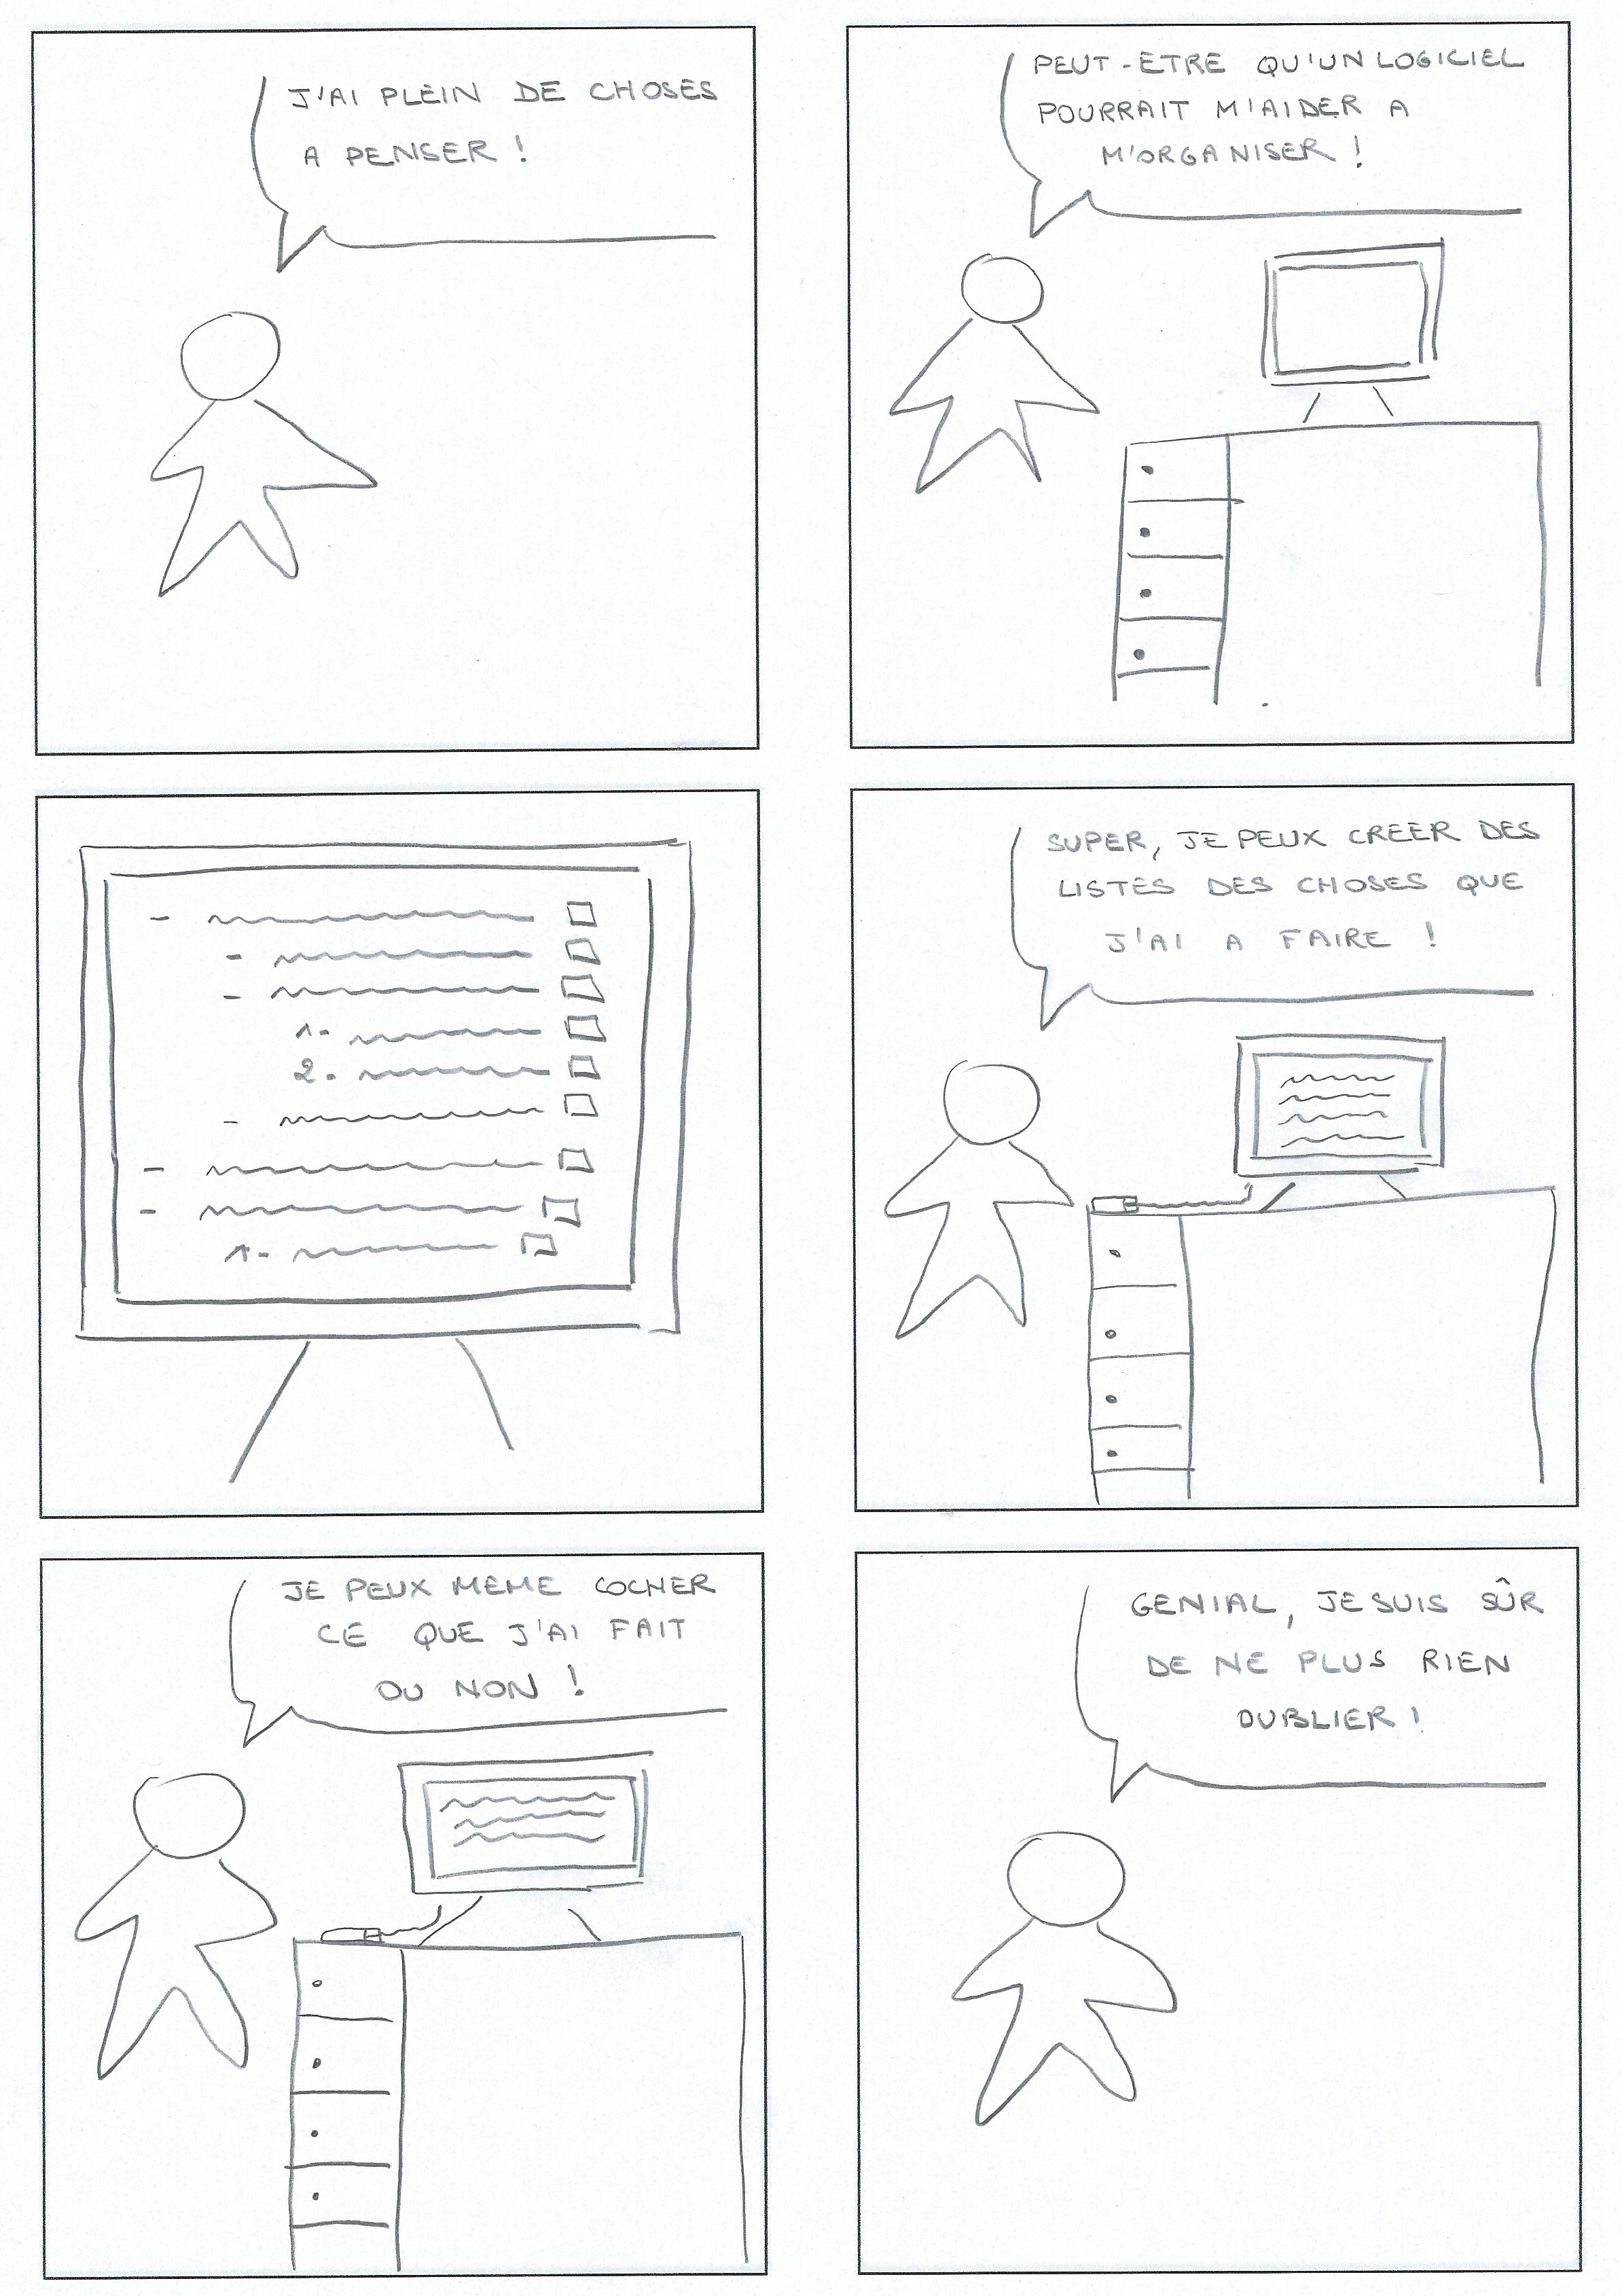 J'AI PLEIN DE CHOSES
A PENSER !
PEUT-ETRE QU'UN LOGICIEL
POURRAIT M'AIDER A
M'ORGANISER !
-
-
-
1-
2-
-
-
-
1-
SUPER, JE PEUX CREER DES
LISTES DES CHOSES QUE
J'AI A FAIRE !
JE PEUX MEME COCHER
CE QUE J'AI FAIT
OU NON !
GENIAL, JE SUIS SÛR
DE NE PLUS RIEN
OUBLIER !